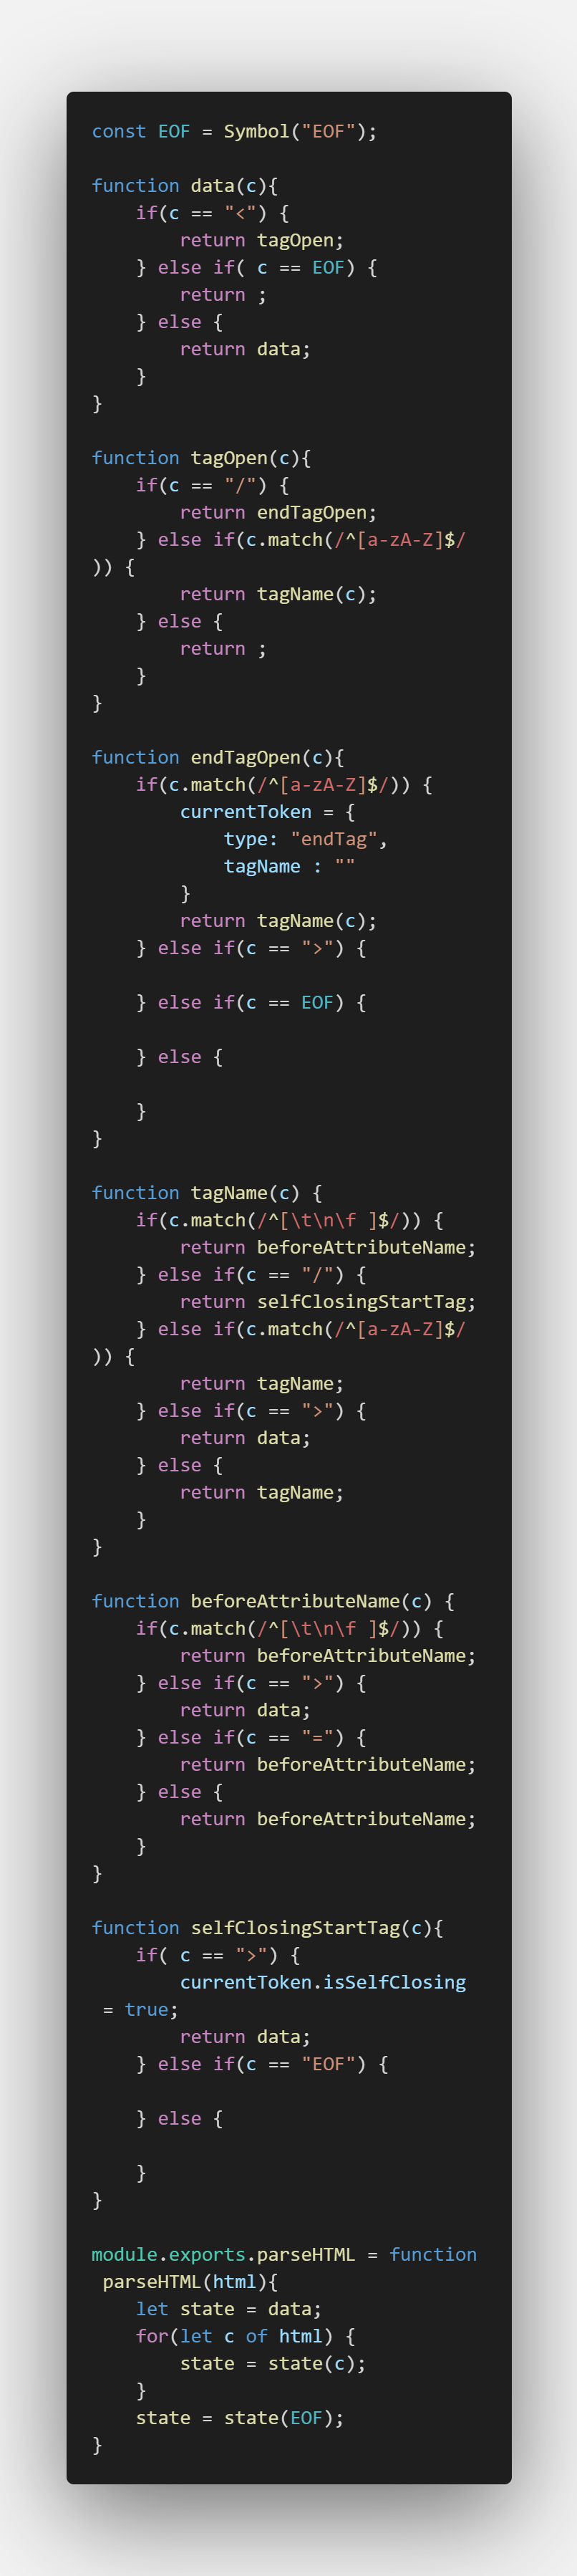 const EOF = Symbol("EOF");

function data(c){
    if(c == "<") {
        return tagOpen;
    } else if( c == EOF) {
        return ;
    } else {
        return data;
    }
}

function tagOpen(c){
    if(c == "/") {
        return endTagOpen;
    } else if(c.match(/^[a-zA-Z]$/
)) {
        return tagName(c);
    } else {
        return ;
    }
}

function endTagOpen(c){
    if(c.match(/^[a-zA-Z]$/)) {
        currentToken = {
            type: "endTag",
            tagName : ""
        }
        return tagName(c);
    } else if(c == ">") {

    } else if(c == EOF) {

    } else {

    }
}

function tagName(c) {
    if(c.match(/^[\t\n\f ]$/)) {
        return beforeAttributeName;
    } else if(c == "/") {
        return selfClosingStartTag;
    } else if(c.match(/^[a-zA-Z]$/
)) {
        return tagName;
    } else if(c == ">") {
        return data;
    } else {
        return tagName;
    }
}

function beforeAttributeName(c) {
    if(c.match(/^[\t\n\f ]$/)) {
        return beforeAttributeName;
    } else if(c == ">") {
        return data;
    } else if(c == "=") {
        return beforeAttributeName;
    } else {
        return beforeAttributeName;
    }
}

function selfClosingStartTag(c){
    if( c == ">") {
        currentToken.isSelfClosing
 = true;
        return data;
    } else if(c == "EOF") {

    } else {

    }
}

module.exports.parseHTML = function
 parseHTML(html){
    let state = data;
    for(let c of html) {
        state = state(c);
    }
    state = state(EOF);
}